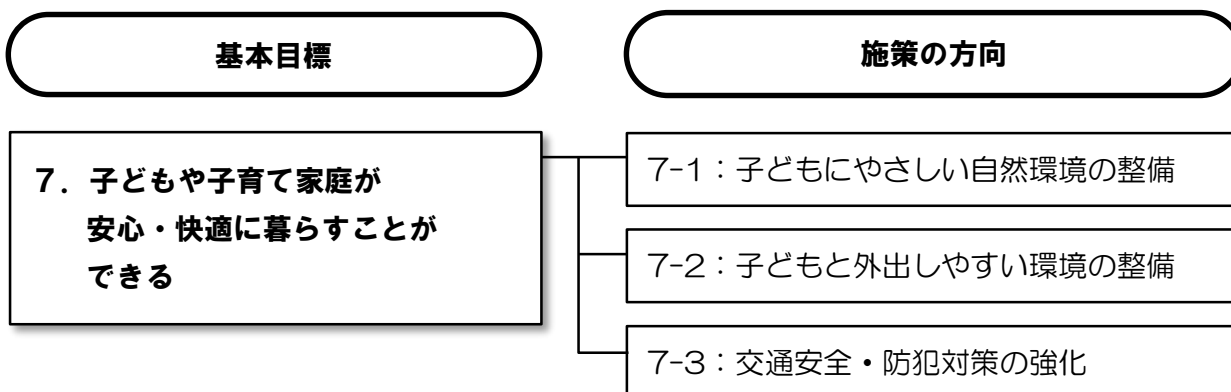 基本目標
施策の方向
7．子どもや子育て家庭が
安心・快適に暮らすことが
できる
7-1：子どもにやさしい自然環境の整備
7-2：子どもと外出しやすい環境の整備
7-3：交通安全・防犯対策の強化